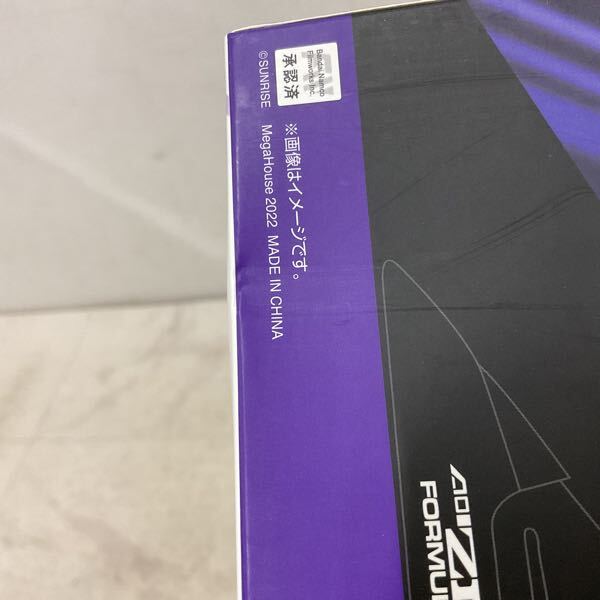 Bandai Namco
Filmworks Inc.
承認済
©SUNRISE
※画像はイメージです。
MegaHouse 2022 MADE IN CHINA